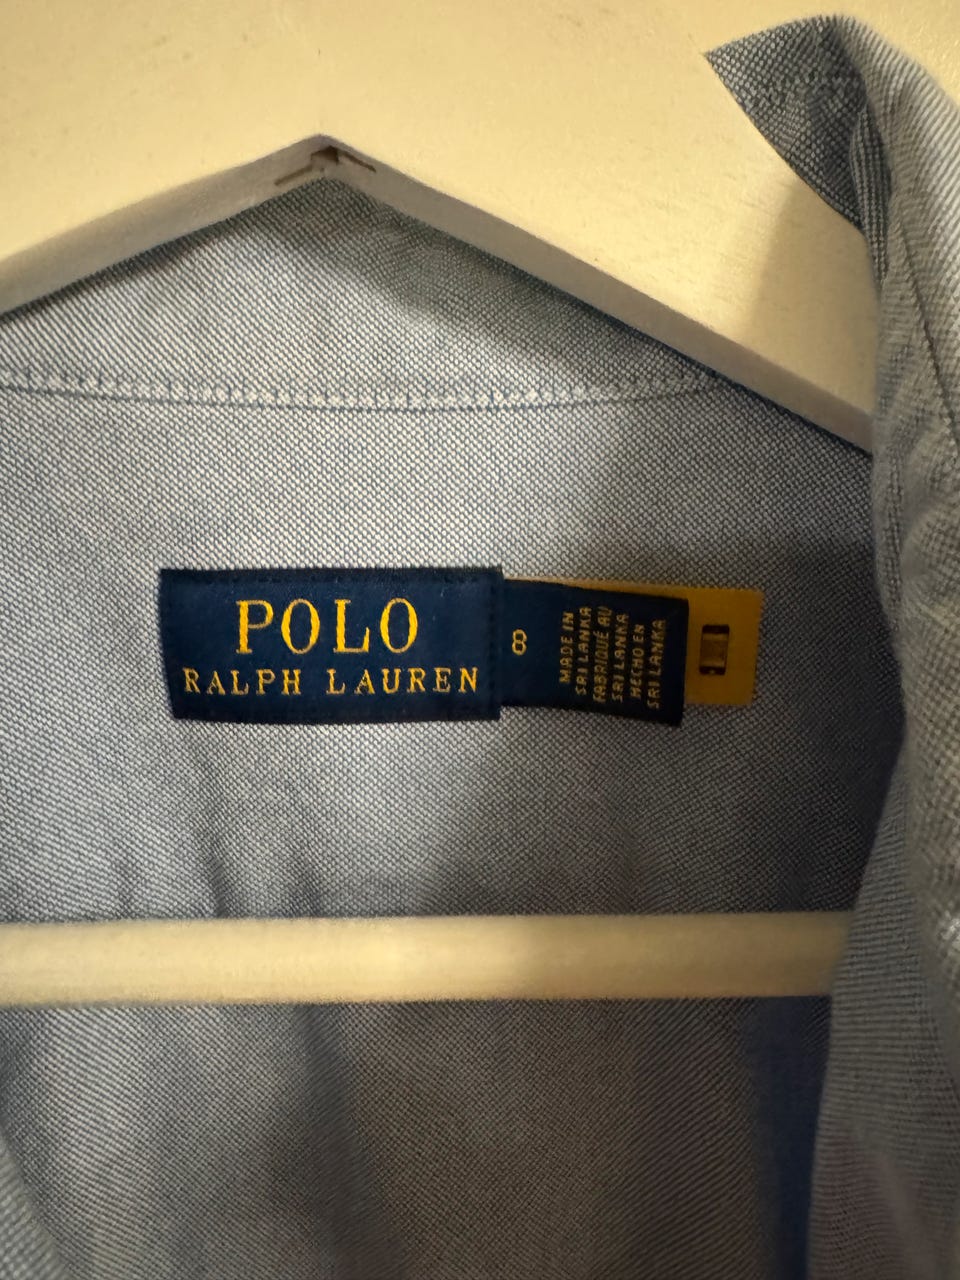 POLO
RALPH LAUREN
8
MADE IN
SRI LANKA
FABRIQUÉ AU
SRI LANKA
HECHO EN
SRI LANKA